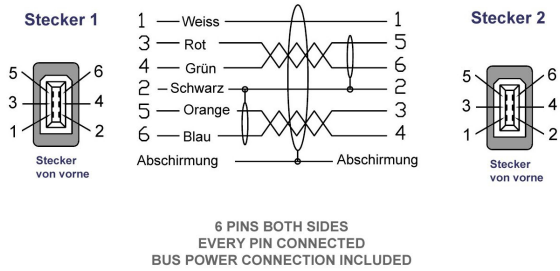 Stecker 1
Stecker 2
1 Weiss 1
3 Rot 5
4 Grün 6
2 Schwarz 2
5 Orange 3
6 Blau 4
Abschirmung Abschirmung
5 6
3 4
1 2
Stecker
von vorne
5 6
3 4
1 2
Stecker
von vorne
6 PINS BOTH SIDES
EVERY PIN CONNECTED
BUS POWER CONNECTION INCLUDED